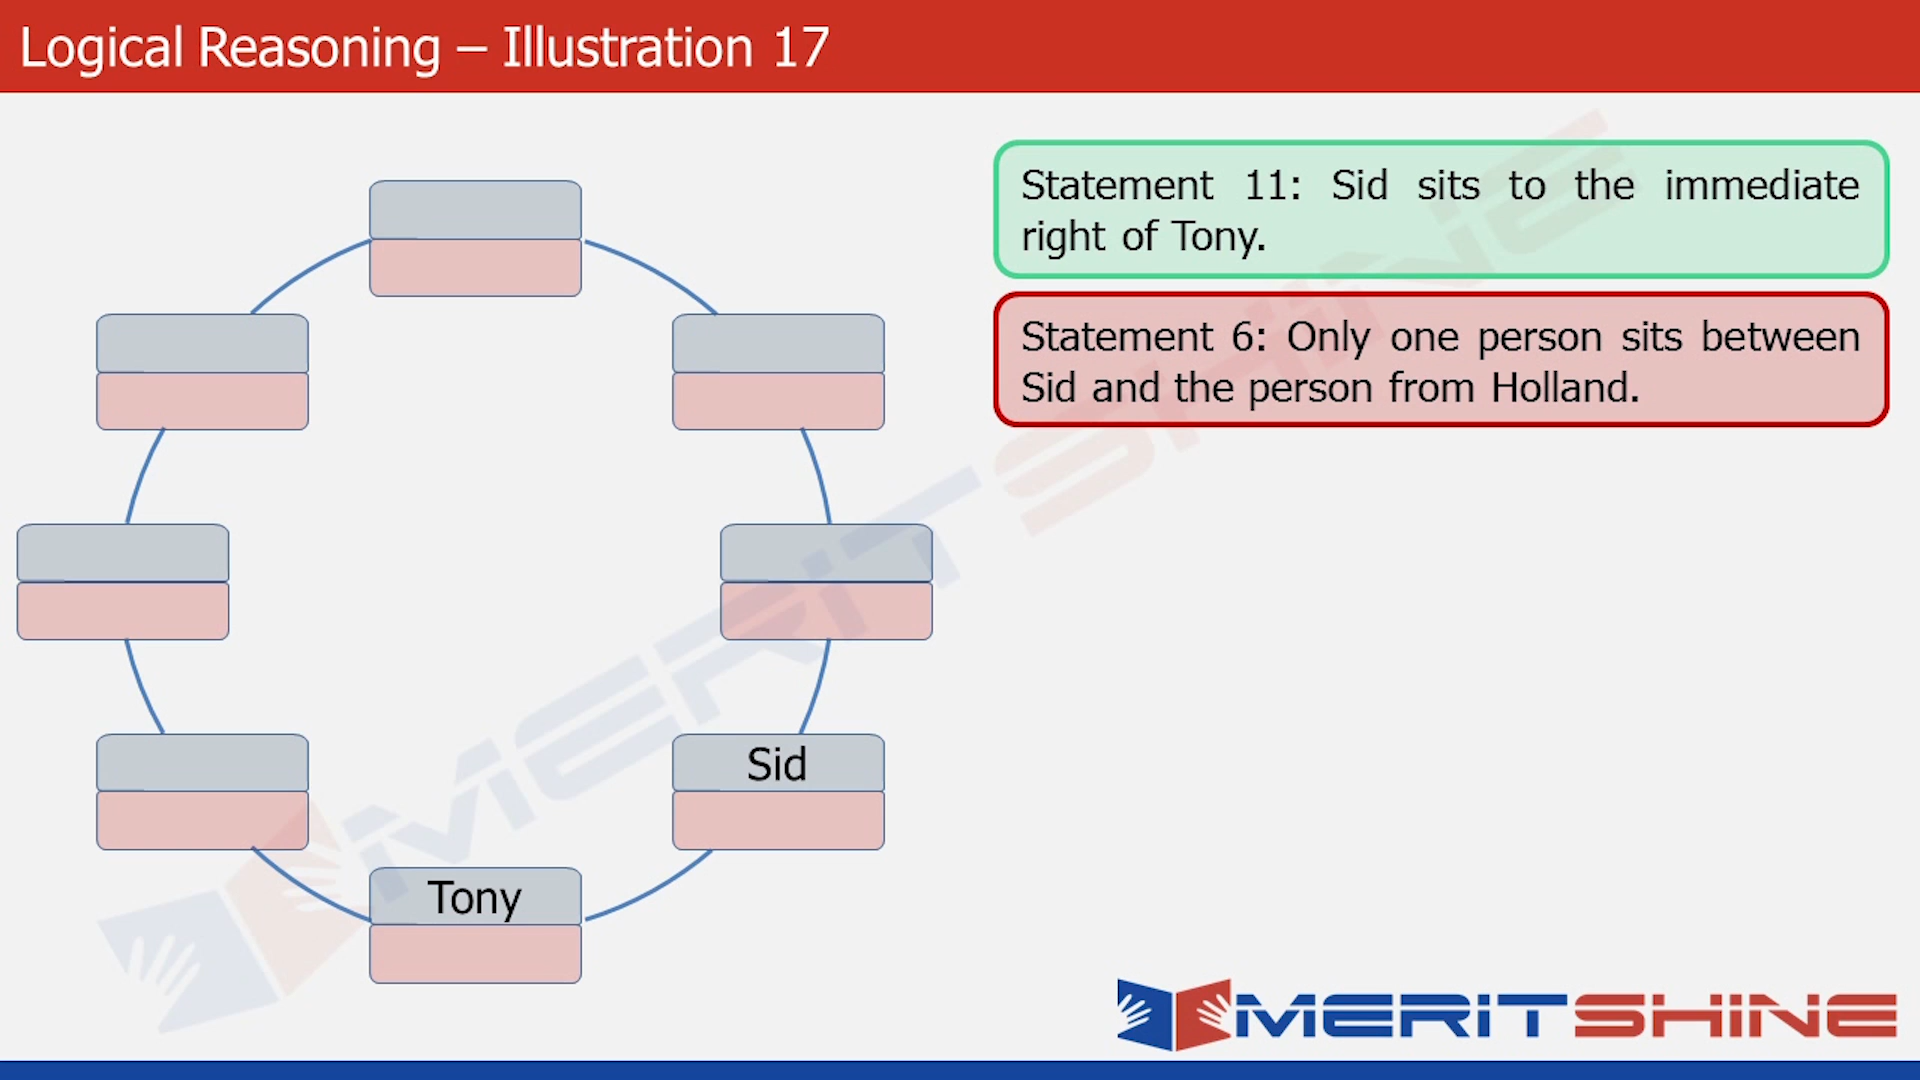 Logical Reasoning – Illustration 17
Statement 11: Sid sits to the immediate
right of Tony.
Statement 6: Only one person sits between
Sid and the person from Holland.
Sid
Tony
MERITSHINE
MERITSHINE